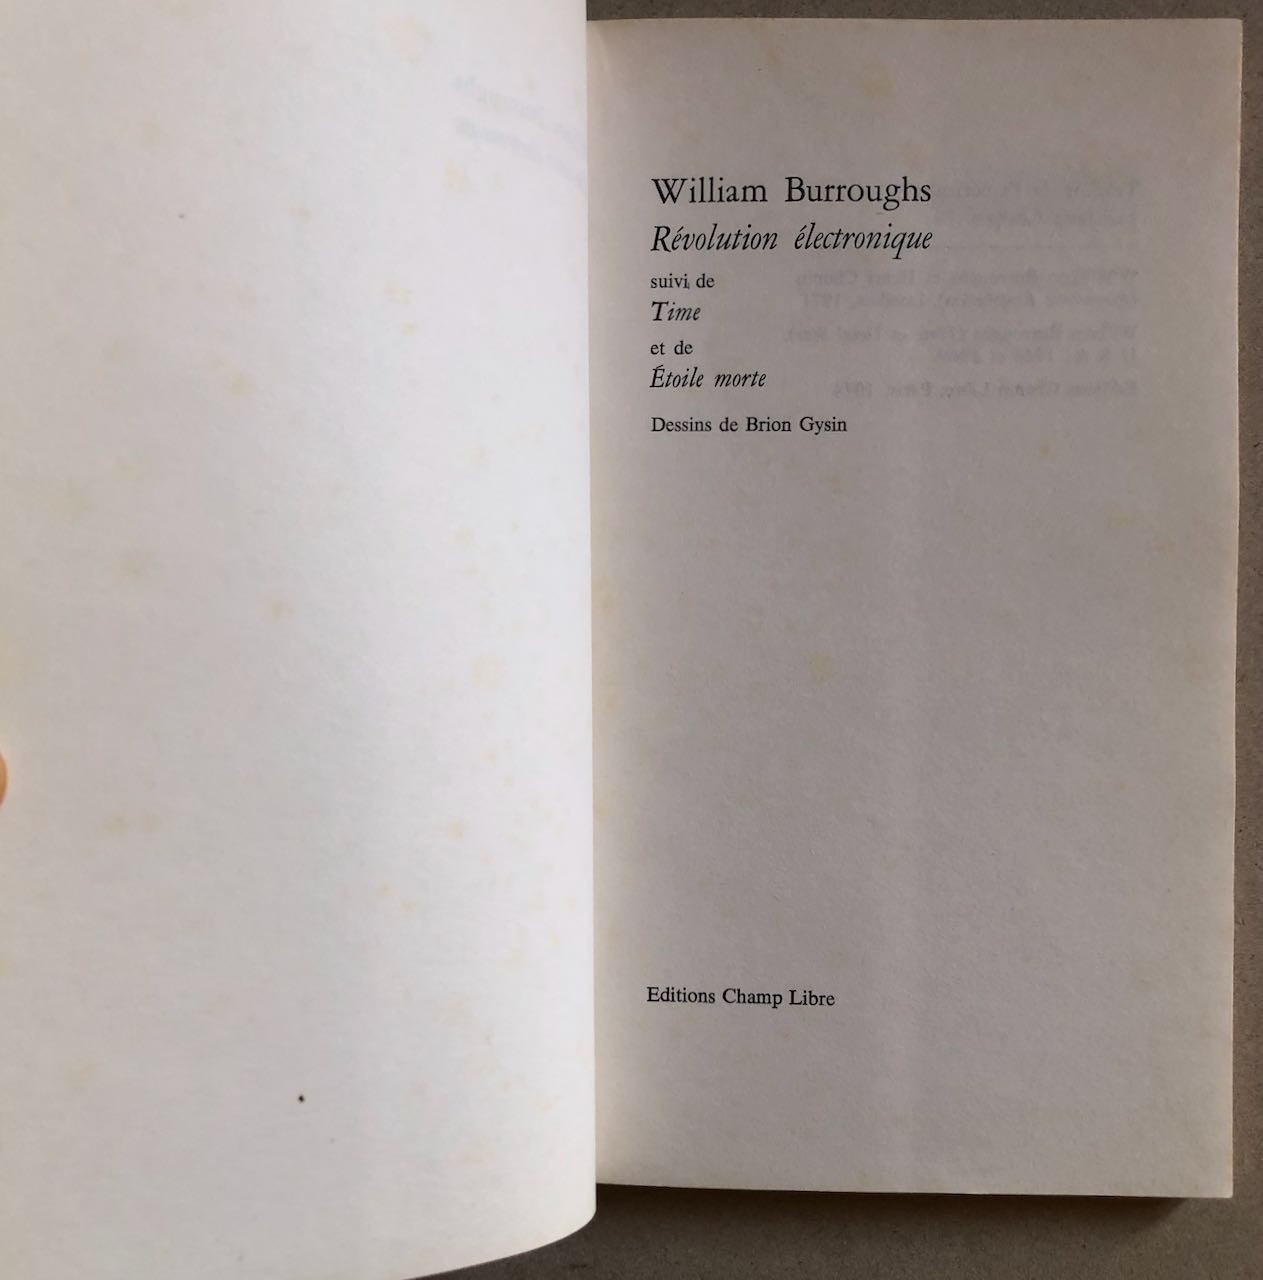 William Burroughs
Révolution électronique
suivi de
Time
et de
Étoile morte
Dessins de Brion Gysin
Editions Champ Libre